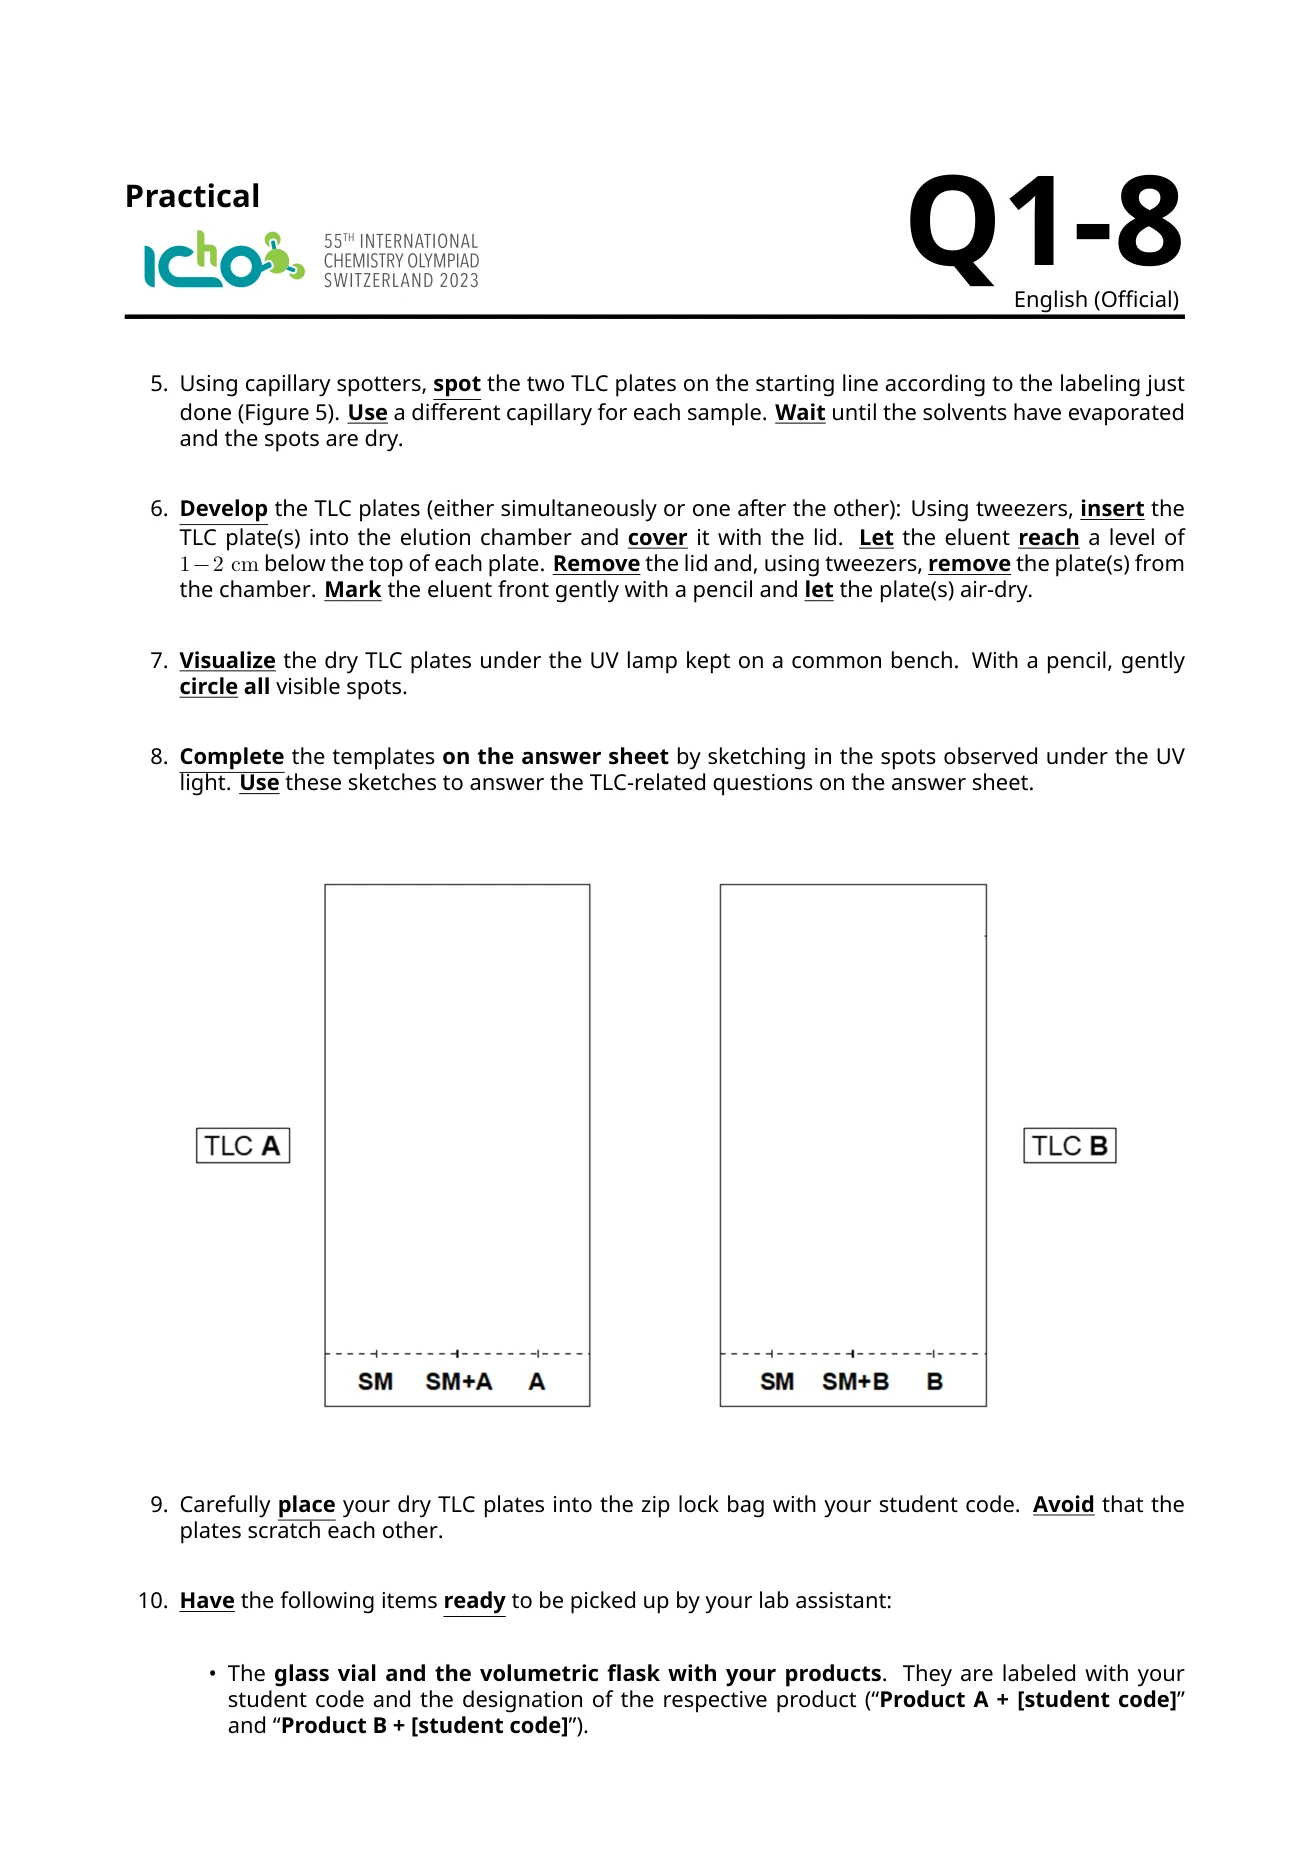 Practical
Q1-8
IChO
55TH INTERNATIONAL
CHEMISTRY OLYMPIAD
SWITZERLAND 2023
English (Official)
5. Using capillary spotters, spot the two TLC plates on the starting line according to the labeling just
done (Figure 5). Use a different capillary for each sample. Wait until the solvents have evaporated
and the spots are dry.
6. Develop the TLC plates (either simultaneously or one after the other): Using tweezers, insert the
TLC plate(s) into the elution chamber and cover it with the lid. Let the eluent reach a level of
1 – 2 cm below the top of each plate. Remove the lid and, using tweezers, remove the plate(s) from
the chamber. Mark the eluent front gently with a pencil and let the plate(s) air-dry.
7. Visualize the dry TLC plates under the UV lamp kept on a common bench. With a pencil, gently
circle all visible spots.
8. Complete the templates on the answer sheet by sketching in the spots observed under the UV
light. Use these sketches to answer the TLC-related questions on the answer sheet.
TLC A
TLC B
SM SM+A A
SM SM+B B
9. Carefully place your dry TLC plates into the zip lock bag with your student code. Avoid that the
plates scratch each other.
10. Have the following items ready to be picked up by your lab assistant:
• The glass vial and the volumetric flask with your products. They are labeled with your
student code and the designation of the respective product (“Product A + [student code]”
and “Product B + [student code]”).